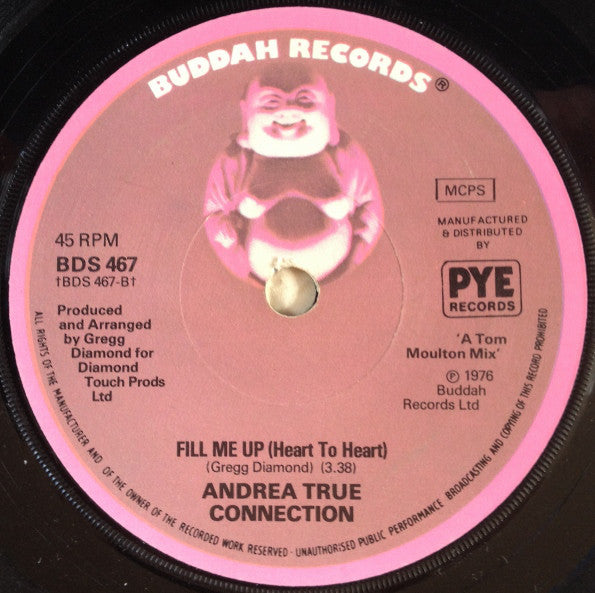 BUDDAH RECORDS®
MCPS
MANUFACTURED
& DISTRIBUTED
BY
PYE
RECORDS
45 RPM
BDS 467
†BDS 467-B†
Produced
and Arranged
by Gregg
Diamond for
Diamond
Touch Prods
Ltd
'A Tom
Moulton Mix'
℗ 1976
Buddah
Records Ltd
FILL ME UP (Heart To Heart)
(Gregg Diamond) (3.38)
ANDREA TRUE
CONNECTION
ALL RIGHTS OF THE MANUFACTURER AND OF THE OWNER OF THE RECORDED WORK RESERVED · UNAUTHORISED PUBLIC PERFORMANCE BROADCASTING AND COPYING OF THIS RECORD PROHIBITED